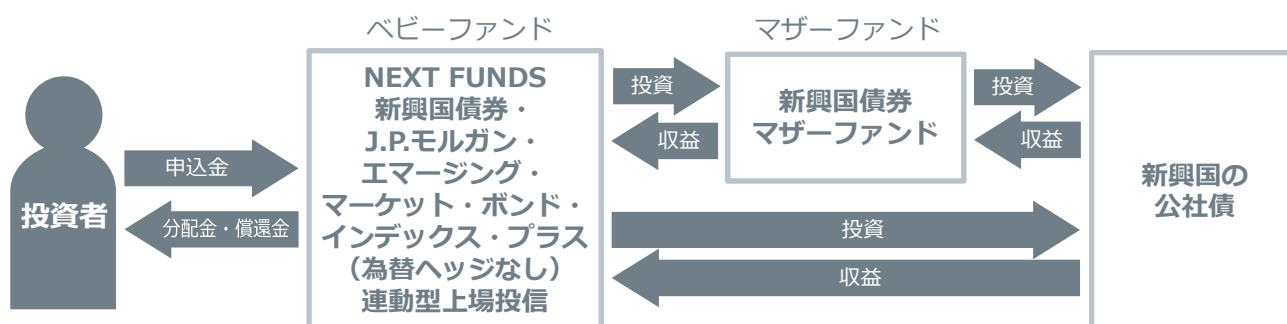 ベビーファンド
マザーファンド
NEXT FUNDS
新興国債券・
J.P.モルガン・
エマージング・
マーケット・ボンド・
インデックス・プラス
（為替ヘッジなし）
連動型上場投信
投資
収益
新興国債券
マザーファンド
投資
収益
新興国の
公社債
投資者
申込金
分配金・償還金
投資
収益